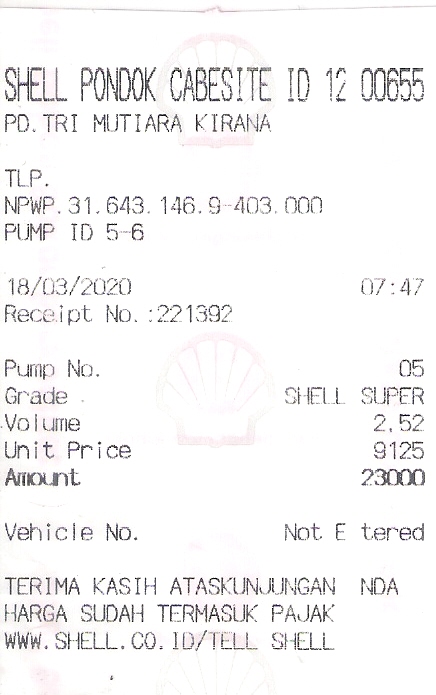 SHELL PONDOK CABESITE ID 12 00655
PD.TRI MUTIARA KIRANA
TLP.
NPWP.31.643.146.9-403.000
PUMP ID 5-6
18/03/2020 07:47
Receipt No.:221392
Pump No. 05
Grade SHELL SUPER
Volume 2.52
Unit Price 9125
Amount 23000
Vehicle No. Not E tered
TERIMA KASIH ATASKUNJUNGAN NDA
HARGA SUDAH TERMASUK PAJAK
WWW.SHELL.CO.ID/TELL SHELL